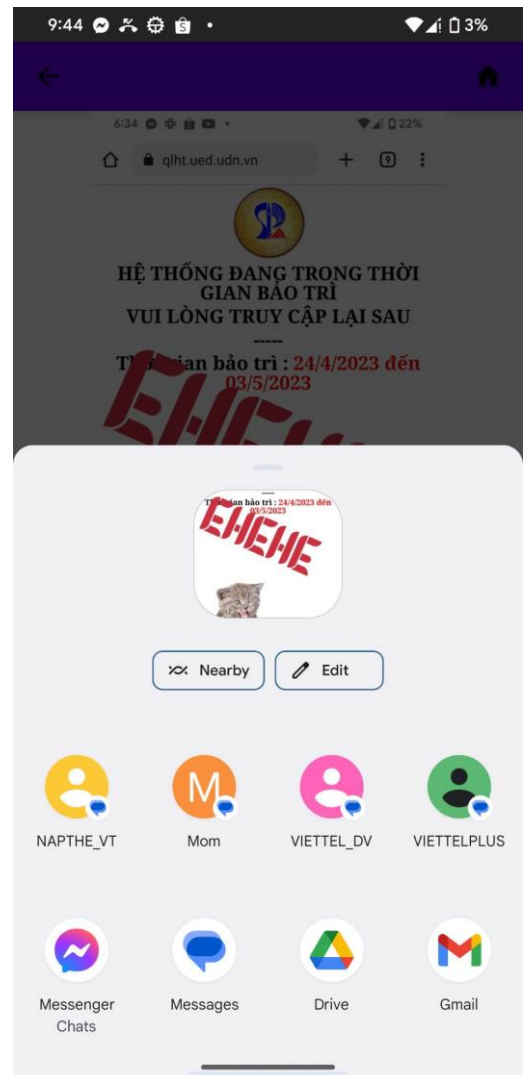 9:44
3%
6:34
22%
qlht.ued.udn.vn
9
HỆ THỐNG ĐANG TRONG THỜI
GIAN BẢO TRÌ
VUI LÒNG TRUY CẬP LẠI SAU
-----
gian bảo trì : 24/4/2023 đến
03/5/2023
EHEHE
gian bảo trì : 24/4/2023 đến
03/5/2023
EHEHE
Nearby
Edit
M
NAPTHE_VT
Mom
VIETTEL_DV
VIETTELPLUS
Messenger
Chats
Messages
Drive
Gmail